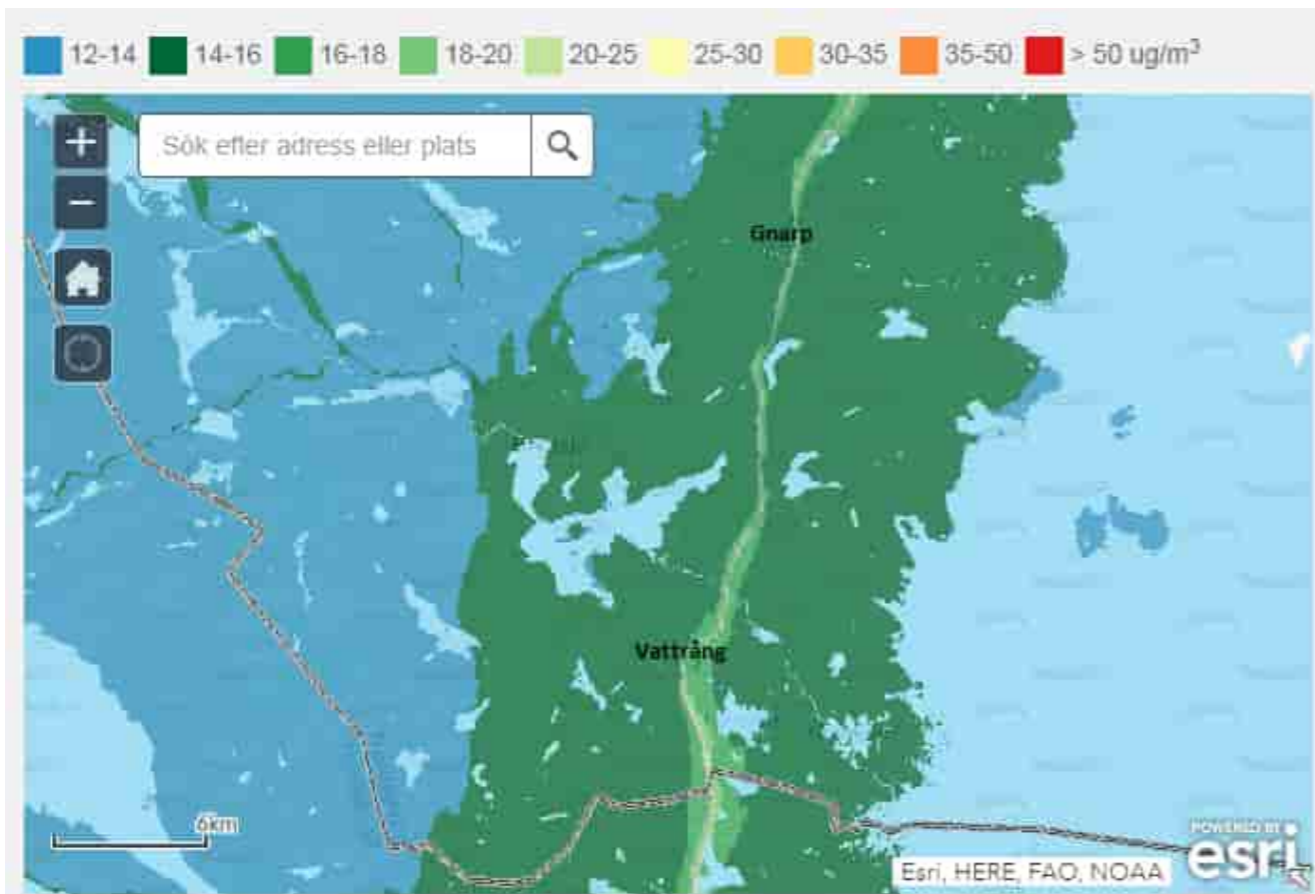 12-14 14-16 16-18 18-20 20-25 25-30 30-35 35-50 > 50 ug/m³
+
Sök efter adress eller plats
−
Gnarp
Vattrång
6km
POWERED BY
esri
Esri, HERE, FAO, NOAA